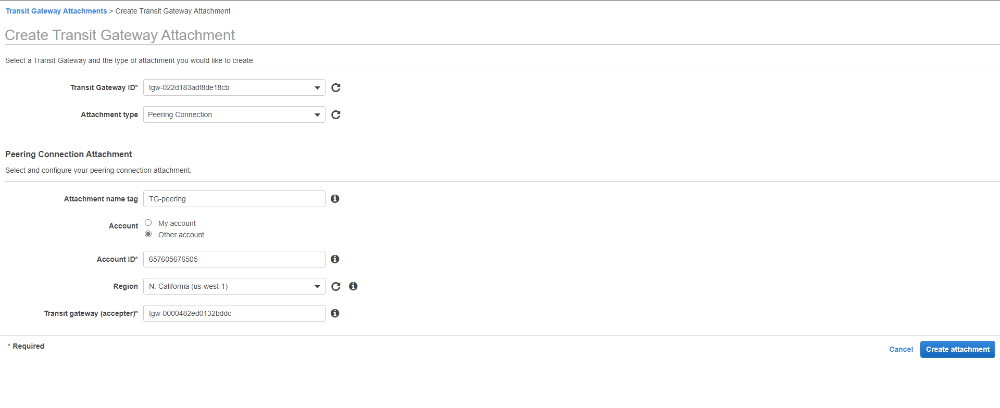 Transit Gateway Attachments > Create Transit Gateway Attachment
Create Transit Gateway Attachment
Select a Transit Gateway and the type of attachment you would like to create.
Transit Gateway ID* tgw-022d183adf8de18cb
Attachment type Peering Connection
Peering Connection Attachment
Select and configure your peering connection attachment.
Attachment name tag TG-peering
Account My account
Other account
Account ID* 657605676505
Region N. California (us-west-1)
Transit gateway (accepter)* tgw-0000482ed0132bddc
* Required
Cancel Create attachment